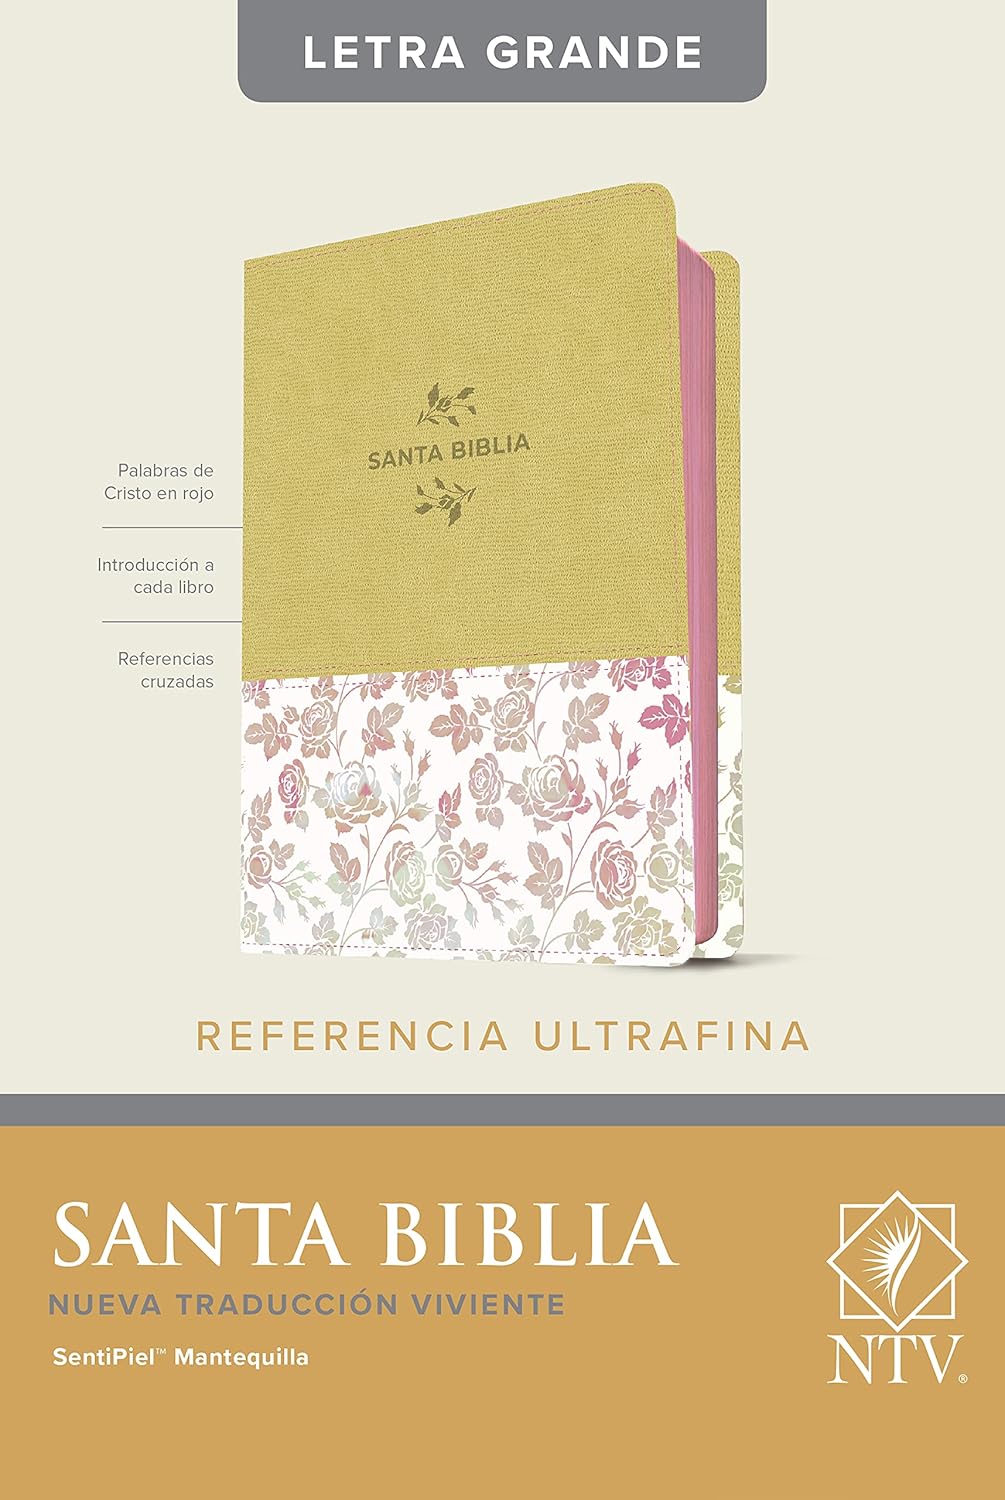 LETRA GRANDE
SANTA BIBLIA
Palabras de
Cristo en rojo
Introducción a
cada libro
Referencias
cruzadas
REFERENCIA ULTRAFINA
SANTA BIBLIA
NUEVA TRADUCCIÓN VIVIENTE
SentiPiel™ Mantequilla
NTV®